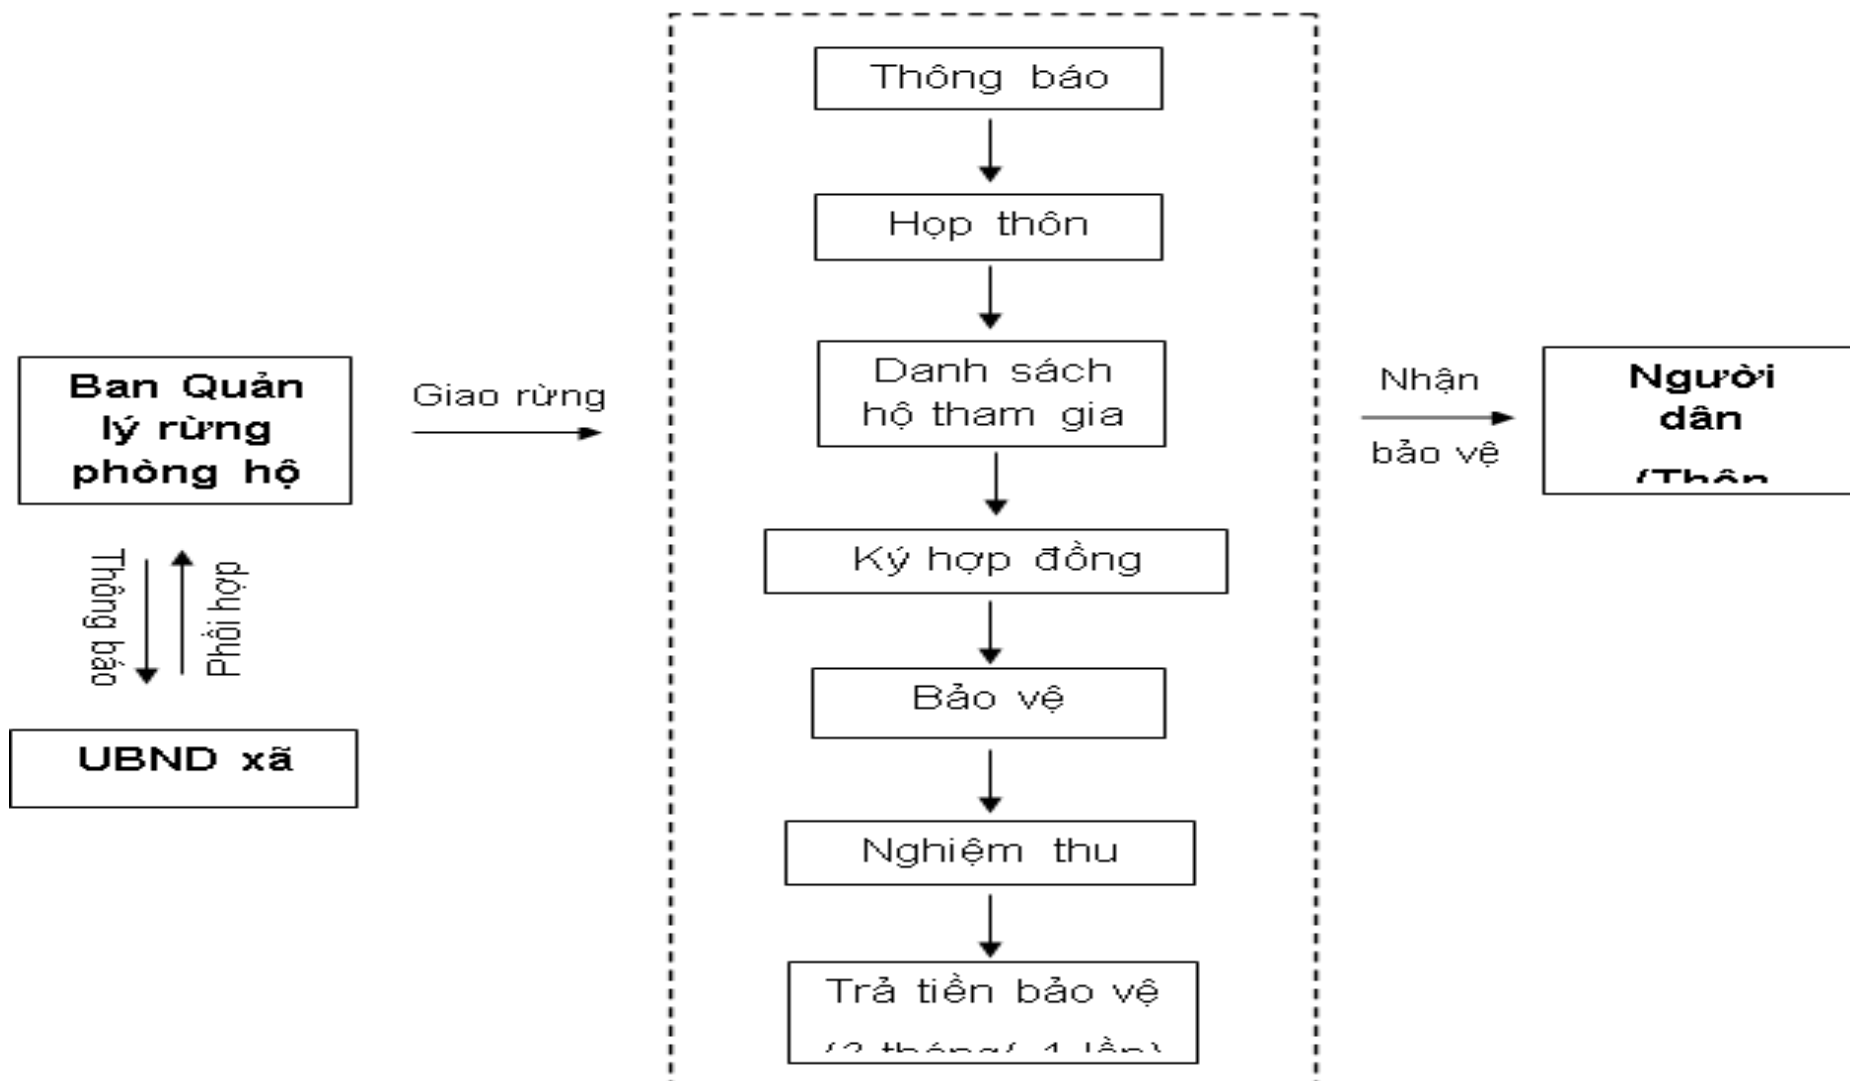 Thông báo
Họp thôn
Danh sách
hộ tham gia
Ký hợp đồng
Bảo vệ
Nghiệm thu
Trả tiền bảo vệ
Ban Quản
lý rừng
phòng hộ
Giao rừng
Thông báo
Phối hợp
UBND xã
Nhận
bảo vệ
Người
dân
(Thôn